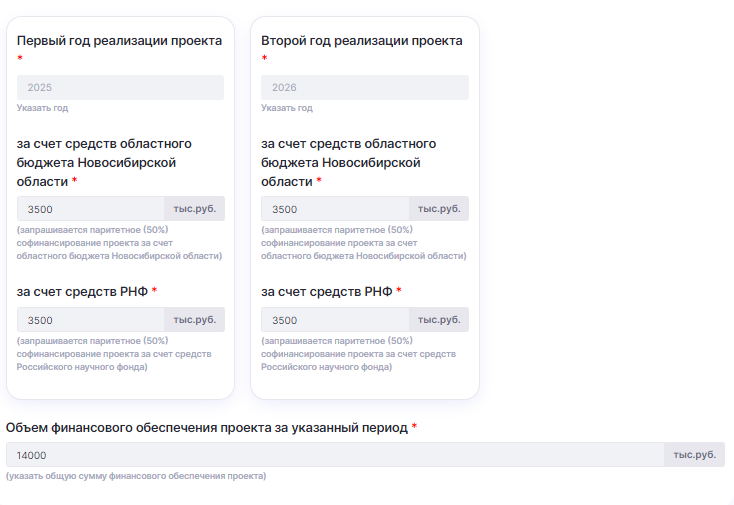 Первый год реализации проекта
*
2025
Указать год
за счет средств областного
бюджета Новосибирской
области *
3500 тыс.руб.
(запрашивается паритетное (50%)
софинансирование проекта за счет
областного бюджета Новосибирской области)
за счет средств РНФ *
3500 тыс.руб.
(запрашивается паритетное (50%)
софинансирование проекта за счет средств
Российского научного фонда)
Второй год реализации проекта
*
2026
Указать год
за счет средств областного
бюджета Новосибирской
области *
3500 тыс.руб.
(запрашивается паритетное (50%)
софинансирование проекта за счет
областного бюджета Новосибирской области)
за счет средств РНФ *
3500 тыс.руб.
(запрашивается паритетное (50%)
софинансирование проекта за счет средств
Российского научного фонда)
Объем финансового обеспечения проекта за указанный период *
14000 тыс.руб.
(указать общую сумму финансового обеспечения проекта)